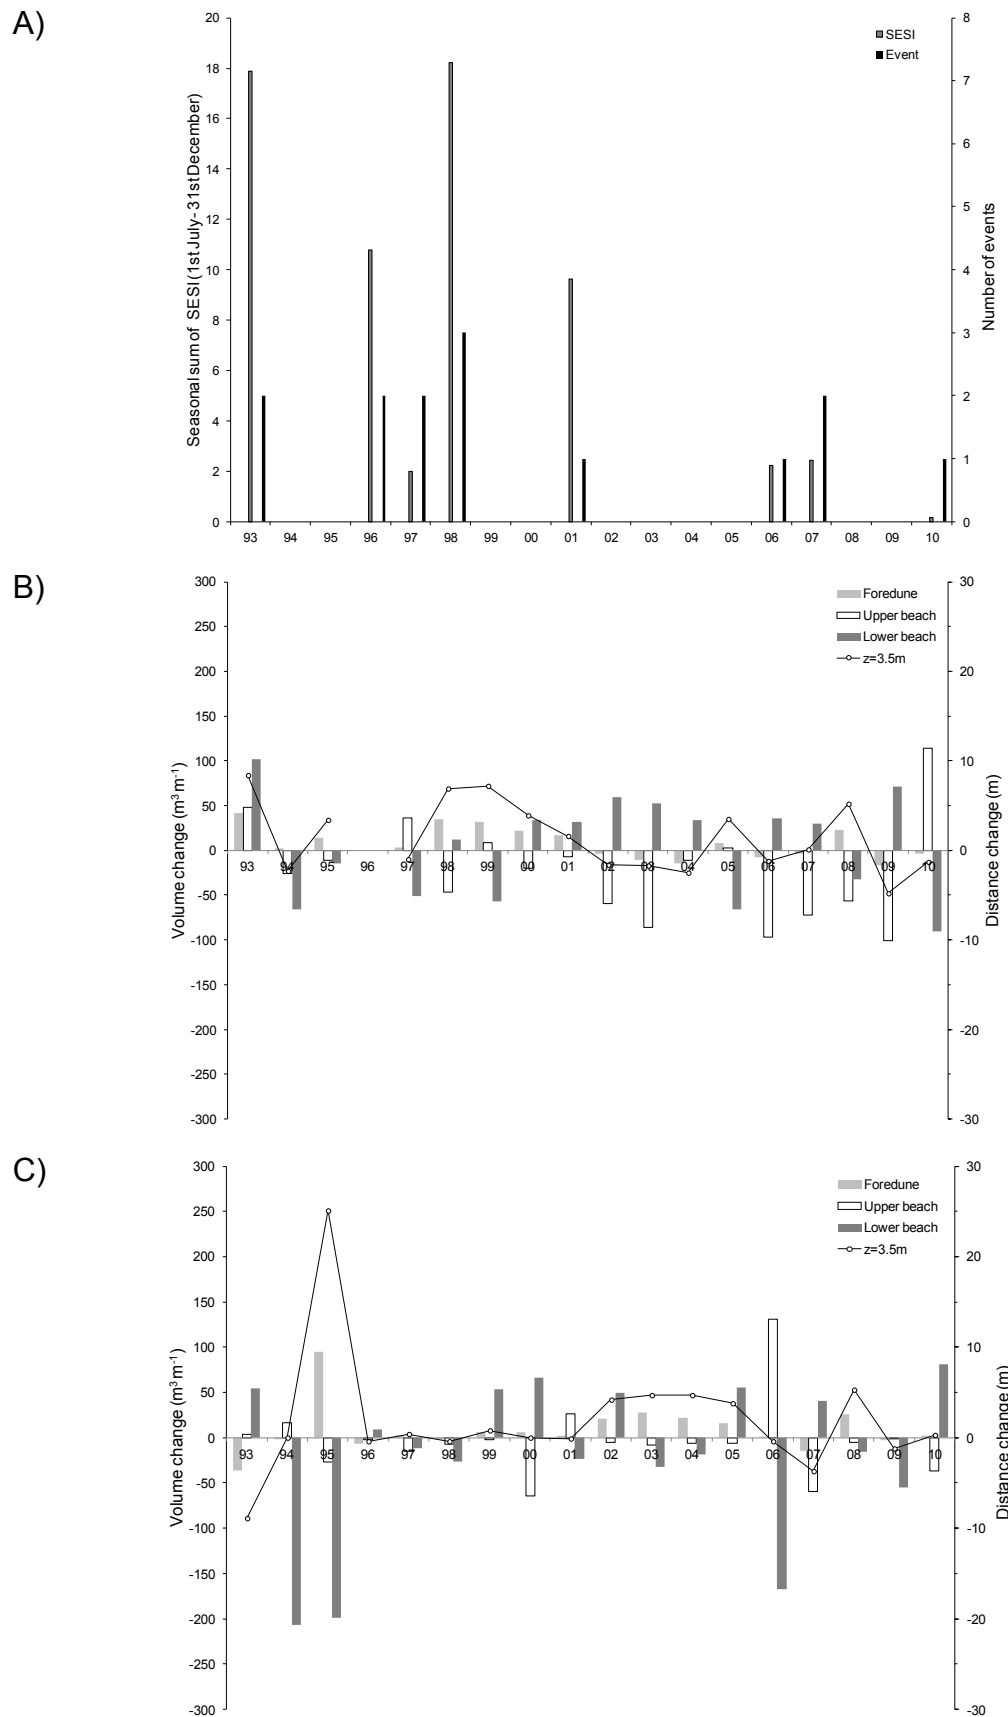 A)
Seasonal sum of SESI (1st July-31st December)
20
18
16
14
12
10
8
6
4
2
0
8
7
6
5
4
3
2
1
0
Number of events
SESI
Event
93 94 95 96 97 98 99 00 01 02 03 04 05 06 07 08 09 10
B)
Volume change (m³ m⁻¹)
300
250
200
150
100
50
0
-50
-100
-150
-200
-250
-300
30
20
10
0
-10
-20
-30
Distance change (m)
Foredune
Upper beach
Lower beach
z=3.5m
93 94 95 96 97 98 99 00 01 02 03 04 05 06 07 08 09 10
C)
Volume change (m³ m⁻¹)
300
250
200
150
100
50
0
-50
-100
-150
-200
-250
-300
30
20
10
0
-10
-20
-30
Distance change (m)
Foredune
Upper beach
Lower beach
z=3.5m
93 94 95 96 97 98 99 00 01 02 03 04 05 06 07 08 09 10